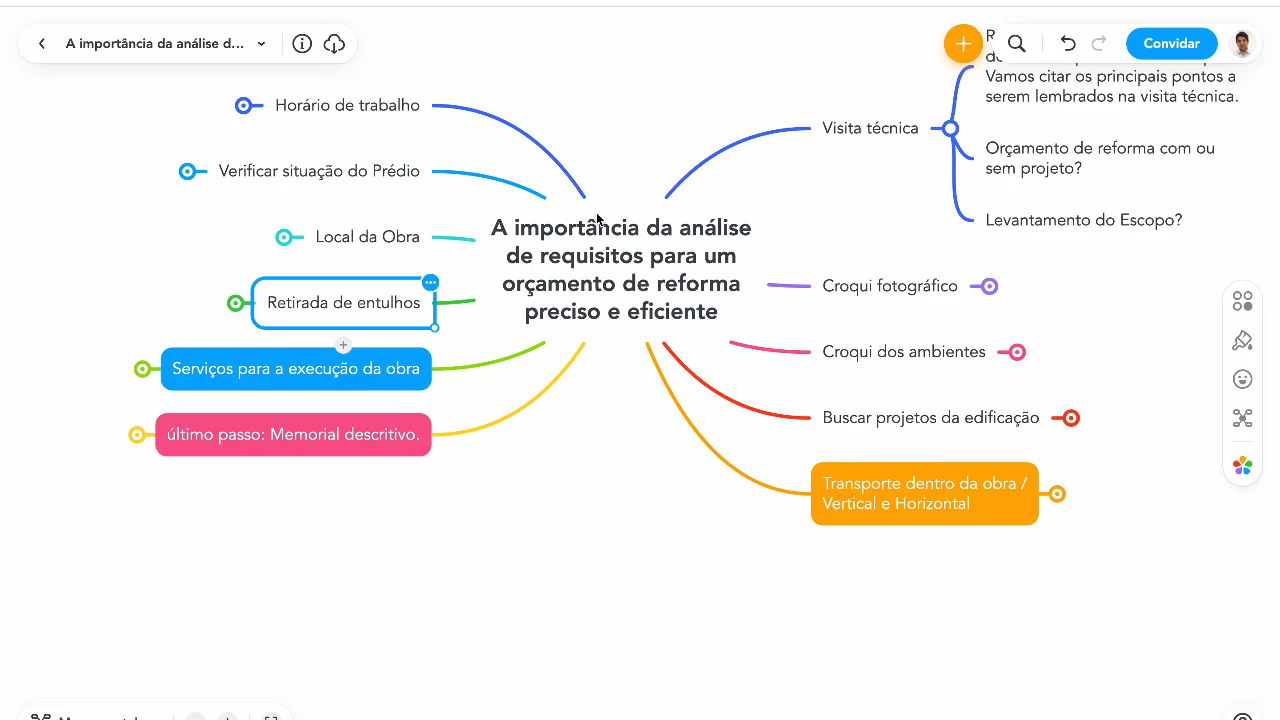 A importância da análise d...
Convidar
Horário de trabalho
Verificar situação do Prédio
Local da Obra
Retirada de entulhos
Serviços para a execução da obra
último passo: Memorial descritivo.
A importância da análise
de requisitos para um
orçamento de reforma
preciso e eficiente
Visita técnica
Vamos citar os principais pontos a
serem lembrados na visita técnica.
Orçamento de reforma com ou
sem projeto?
Levantamento do Escopo?
Croqui fotográfico
Croqui dos ambientes
Buscar projetos da edificação
Transporte dentro da obra /
Vertical e Horizontal